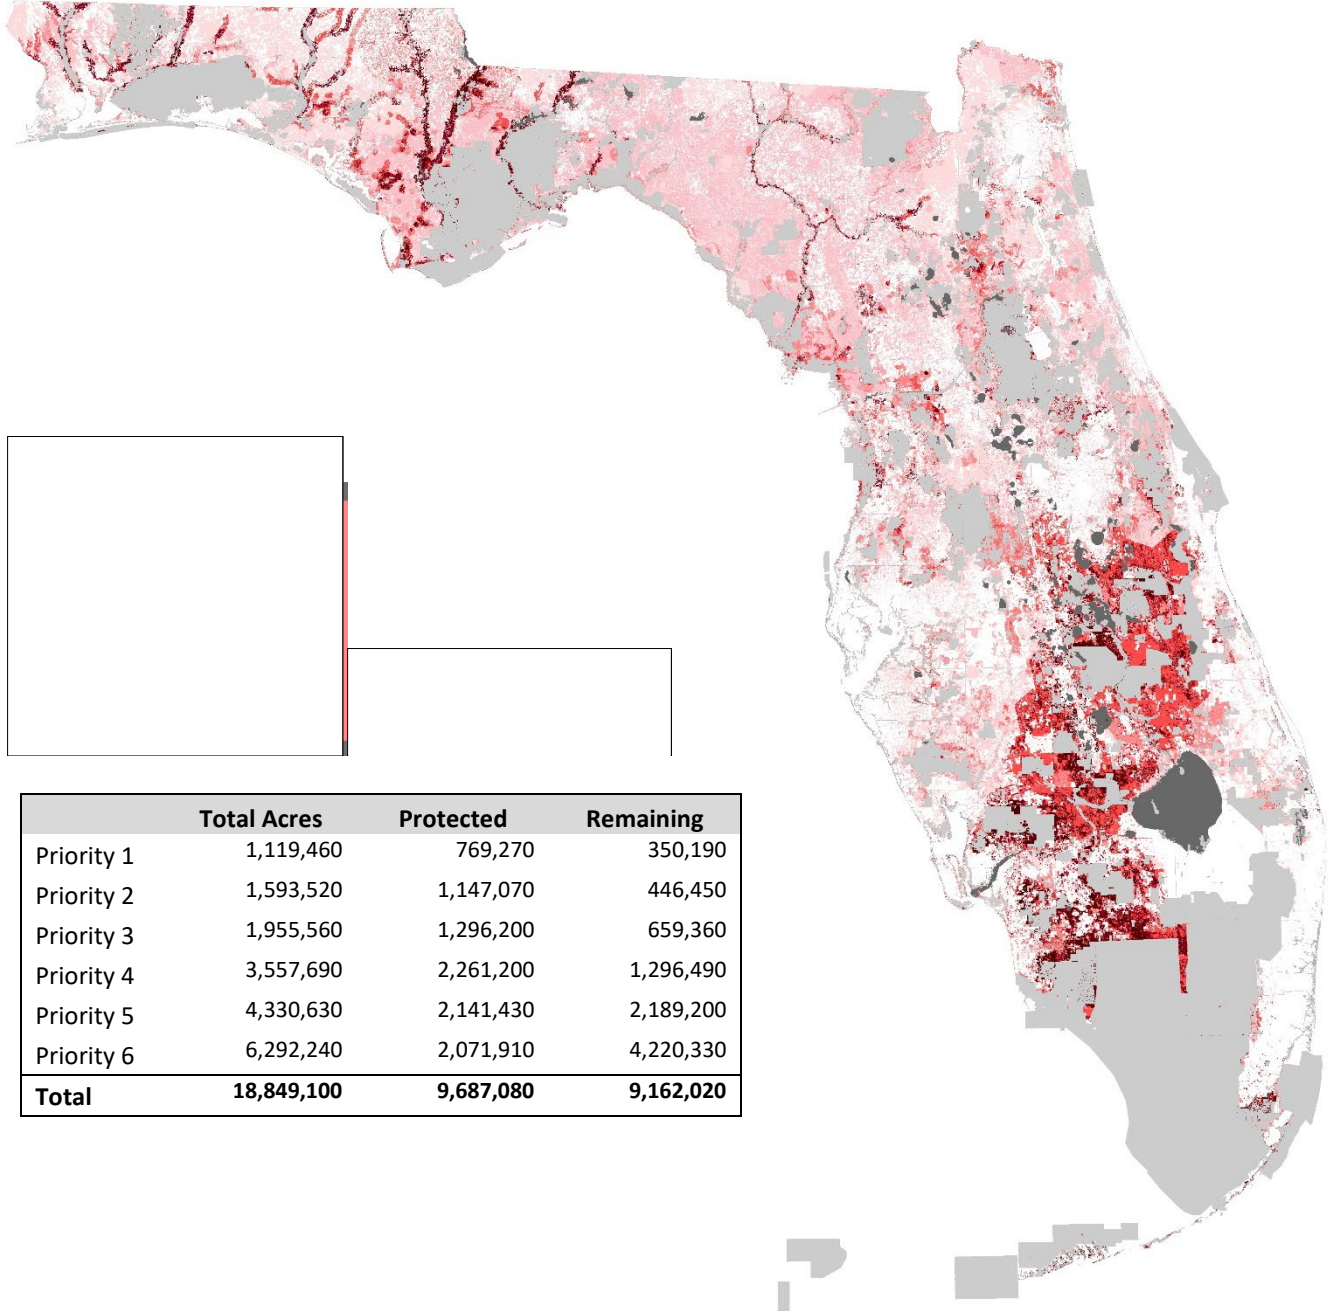 Total Acres Protected Remaining
Priority 1 1,119,460 769,270 350,190
Priority 2 1,593,520 1,147,070 446,450
Priority 3 1,955,560 1,296,200 659,360
Priority 4 3,557,690 2,261,200 1,296,490
Priority 5 4,330,630 2,141,430 2,189,200
Priority 6 6,292,240 2,071,910 4,220,330
Total 18,849,100 9,687,080 9,162,020